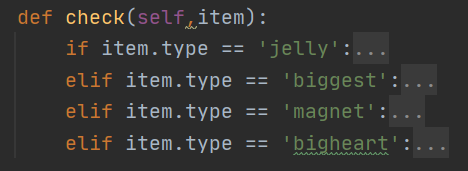 def check(self,item):
    if item.type == 'jelly':...
    elif item.type == 'biggest':...
    elif item.type == 'magnet':...
    elif item.type == 'bigheart':...